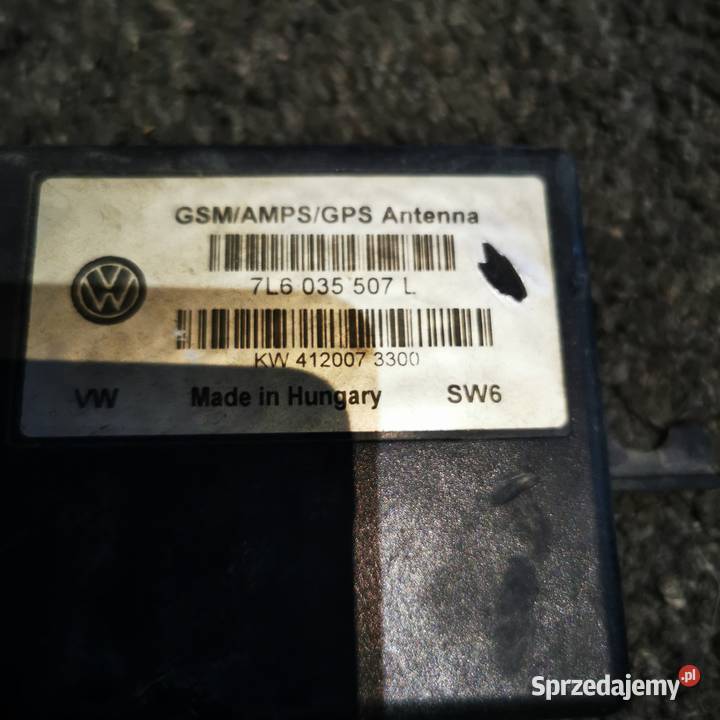 GSM/AMPS/GPS Antenna
7L6 035 507 L
KW 412007 3300
VW Made in Hungary SW6
Sprzedajemy.pl